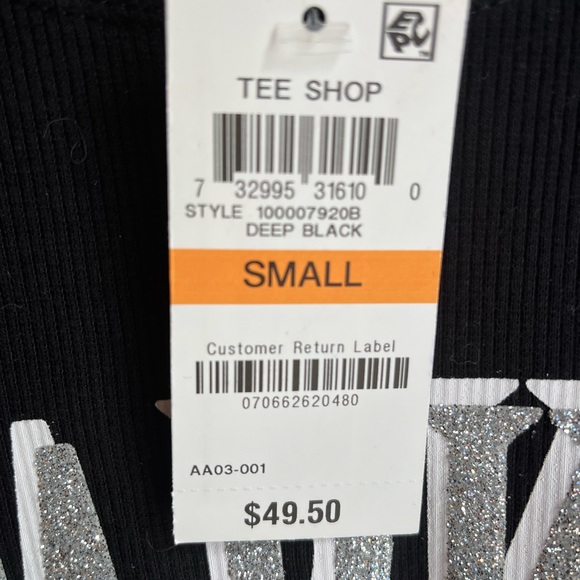 EPC
TEE SHOP
7 32995 31610 0
STYLE 100007920B
DEEP BLACK
SMALL
Customer Return Label
070662620480
AA03-001
$49.50